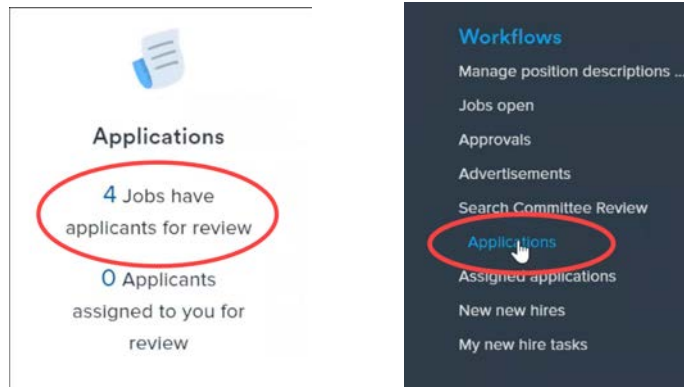 Applications
4 Jobs have
applicants for review
0 Applicants
assigned to you for
review
Workflows
Manage position descriptions ...
Jobs open
Approvals
Advertisements
Search Committee Review
Applications
Assigned applications
New new hires
My new hire tasks